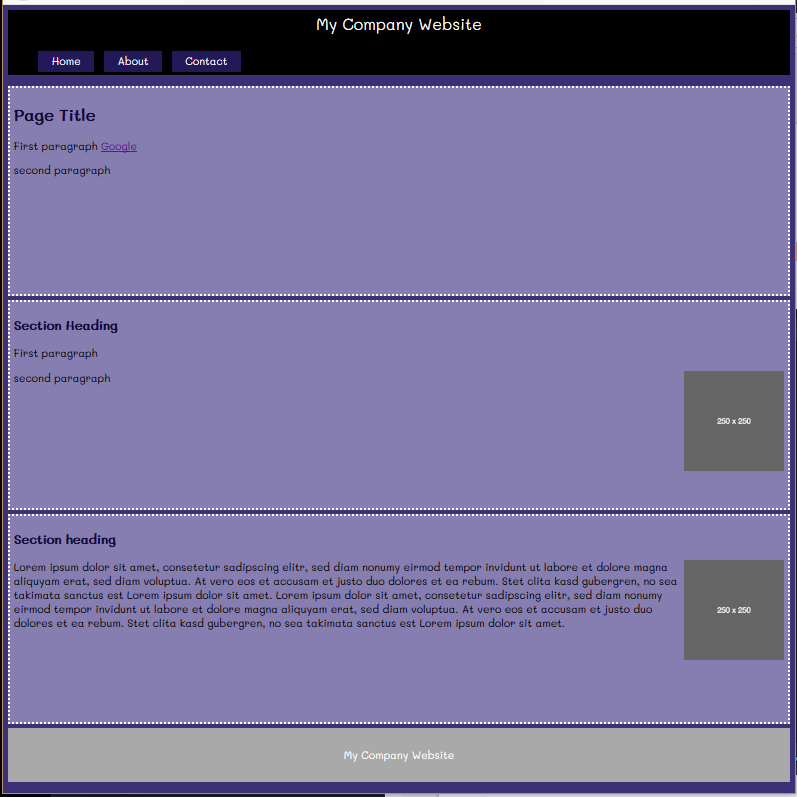 My Company Website
Home About Contact
Page Title
First paragraph Google
second paragraph
Section Heading
First paragraph
second paragraph
250 x 250
Section heading
Lorem ipsum dolor sit amet, consetetur sadipscing elitr, sed diam nonumy eirmod tempor invidunt ut labore et dolore magna
aliquyam erat, sed diam voluptua. At vero eos et accusam et justo duo dolores et ea rebum. Stet clita kasd gubergren, no sea
takimata sanctus est Lorem ipsum dolor sit amet. Lorem ipsum dolor sit amet, consetetur sadipscing elitr, sed diam nonumy
eirmod tempor invidunt ut labore et dolore magna aliquyam erat, sed diam voluptua. At vero eos et accusam et justo duo
dolores et ea rebum. Stet clita kasd gubergren, no sea takimata sanctus est Lorem ipsum dolor sit amet.
250 x 250
My Company Website